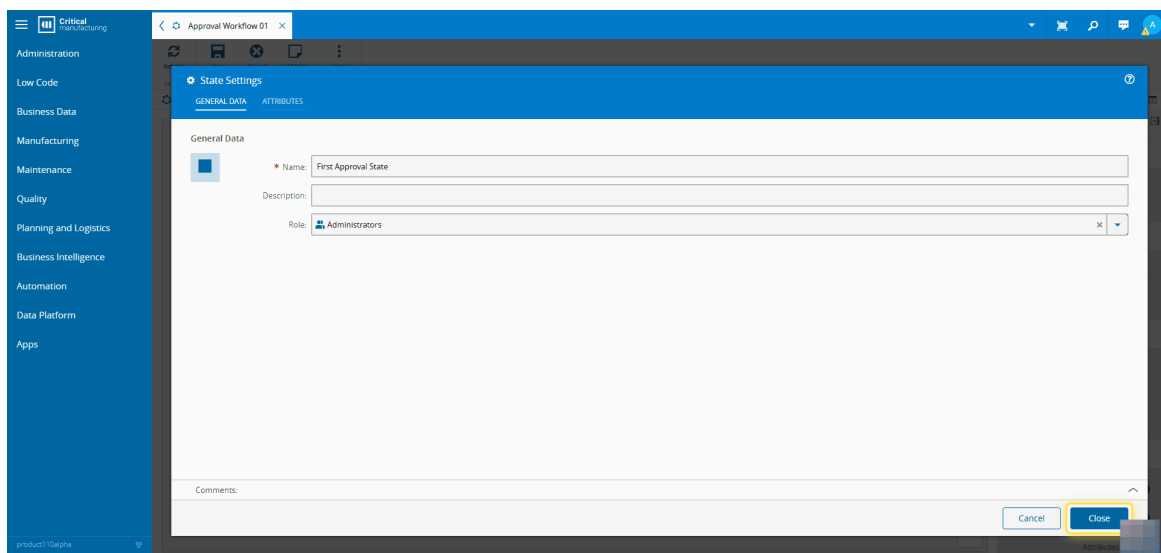 Critical
manufacturing
Approval Workflow 01
A
Administration
Low Code
Business Data
Manufacturing
Maintenance
Quality
Planning and Logistics
Business Intelligence
Automation
Data Platform
Apps
product110alpha
State Settings
GENERAL DATA ATTRIBUTES
General Data
* Name: First Approval State
Description:
Role: Administrators
Comments:
Cancel Close
Attributes